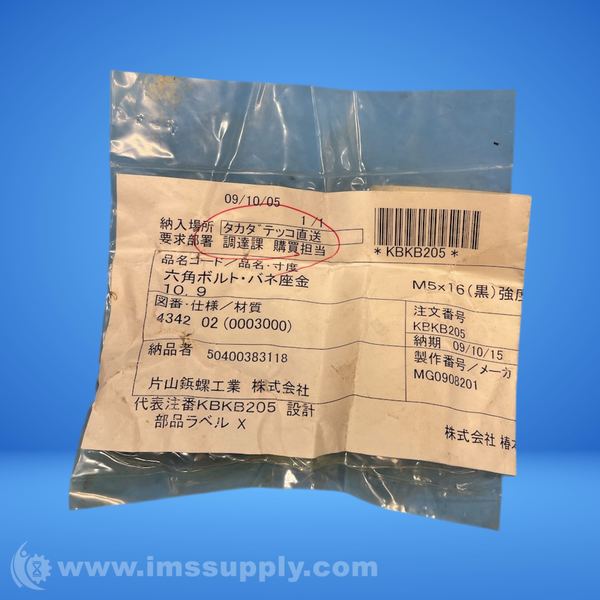 09/10/05
1/1
納入場所 タカダテッコ直送
要求部署 調達課 購買担当
*KBKB205*
品名コード/品名・寸度
六角ボルト・バネ座金 M5×16(黒)強度
10.9
図番・仕様/材質
4342 02(0003000)
注文番号
KBKB205
納期 09/10/15
納品者 50400383118
製作番号/メーカ
MG0908201
片山鋲螺工業 株式会社
代表注番KBKB205 設計
部品ラベル X
株式会社 椿本
www.imssupply.com